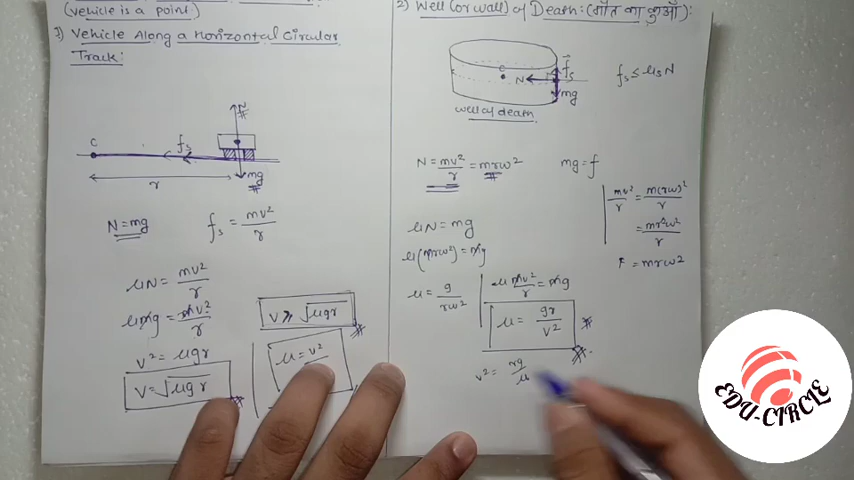 (vehicle is a point)
1) Vehicle Along a Horizontal Circular
Track:
N
C
fs
mg
r
N = mg
fs = mv²/r
μN = mv²/r
μmg = mv²/r
v² = μgr
V = √μgr
V ≥ √μgr
μ = v²
2) Well (or wall) of Death: (मौत का कुआँ):
C
N
fs
mg
well of death
fs ≤ μsN
N = mv²/r = mrω²
mg = f
mv²/r = m(rω)²/r
= mr²ω²/r
= mrω²
μN = mg
μ(mrω²) = mg
μ = g/rω²
μ mv²/r = mg
μ = gr/v²
v² = rg/μ
EDU-CIRCLE